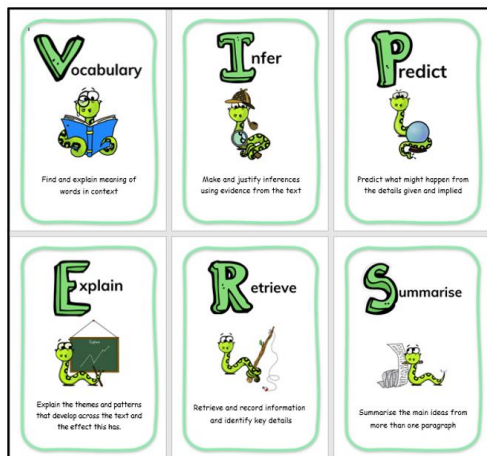 Vocabulary
Find and explain meaning of
words in context
Infer
Make and justify inferences
using evidence from the text
Predict
Predict what might happen from
the details given and implied
Explain
Explain the themes and patterns
that develop across the text and
the effect this has.
Retrieve
Retrieve and record information
and identify key details
Summarise
Summarise the main ideas from
more than one paragraph